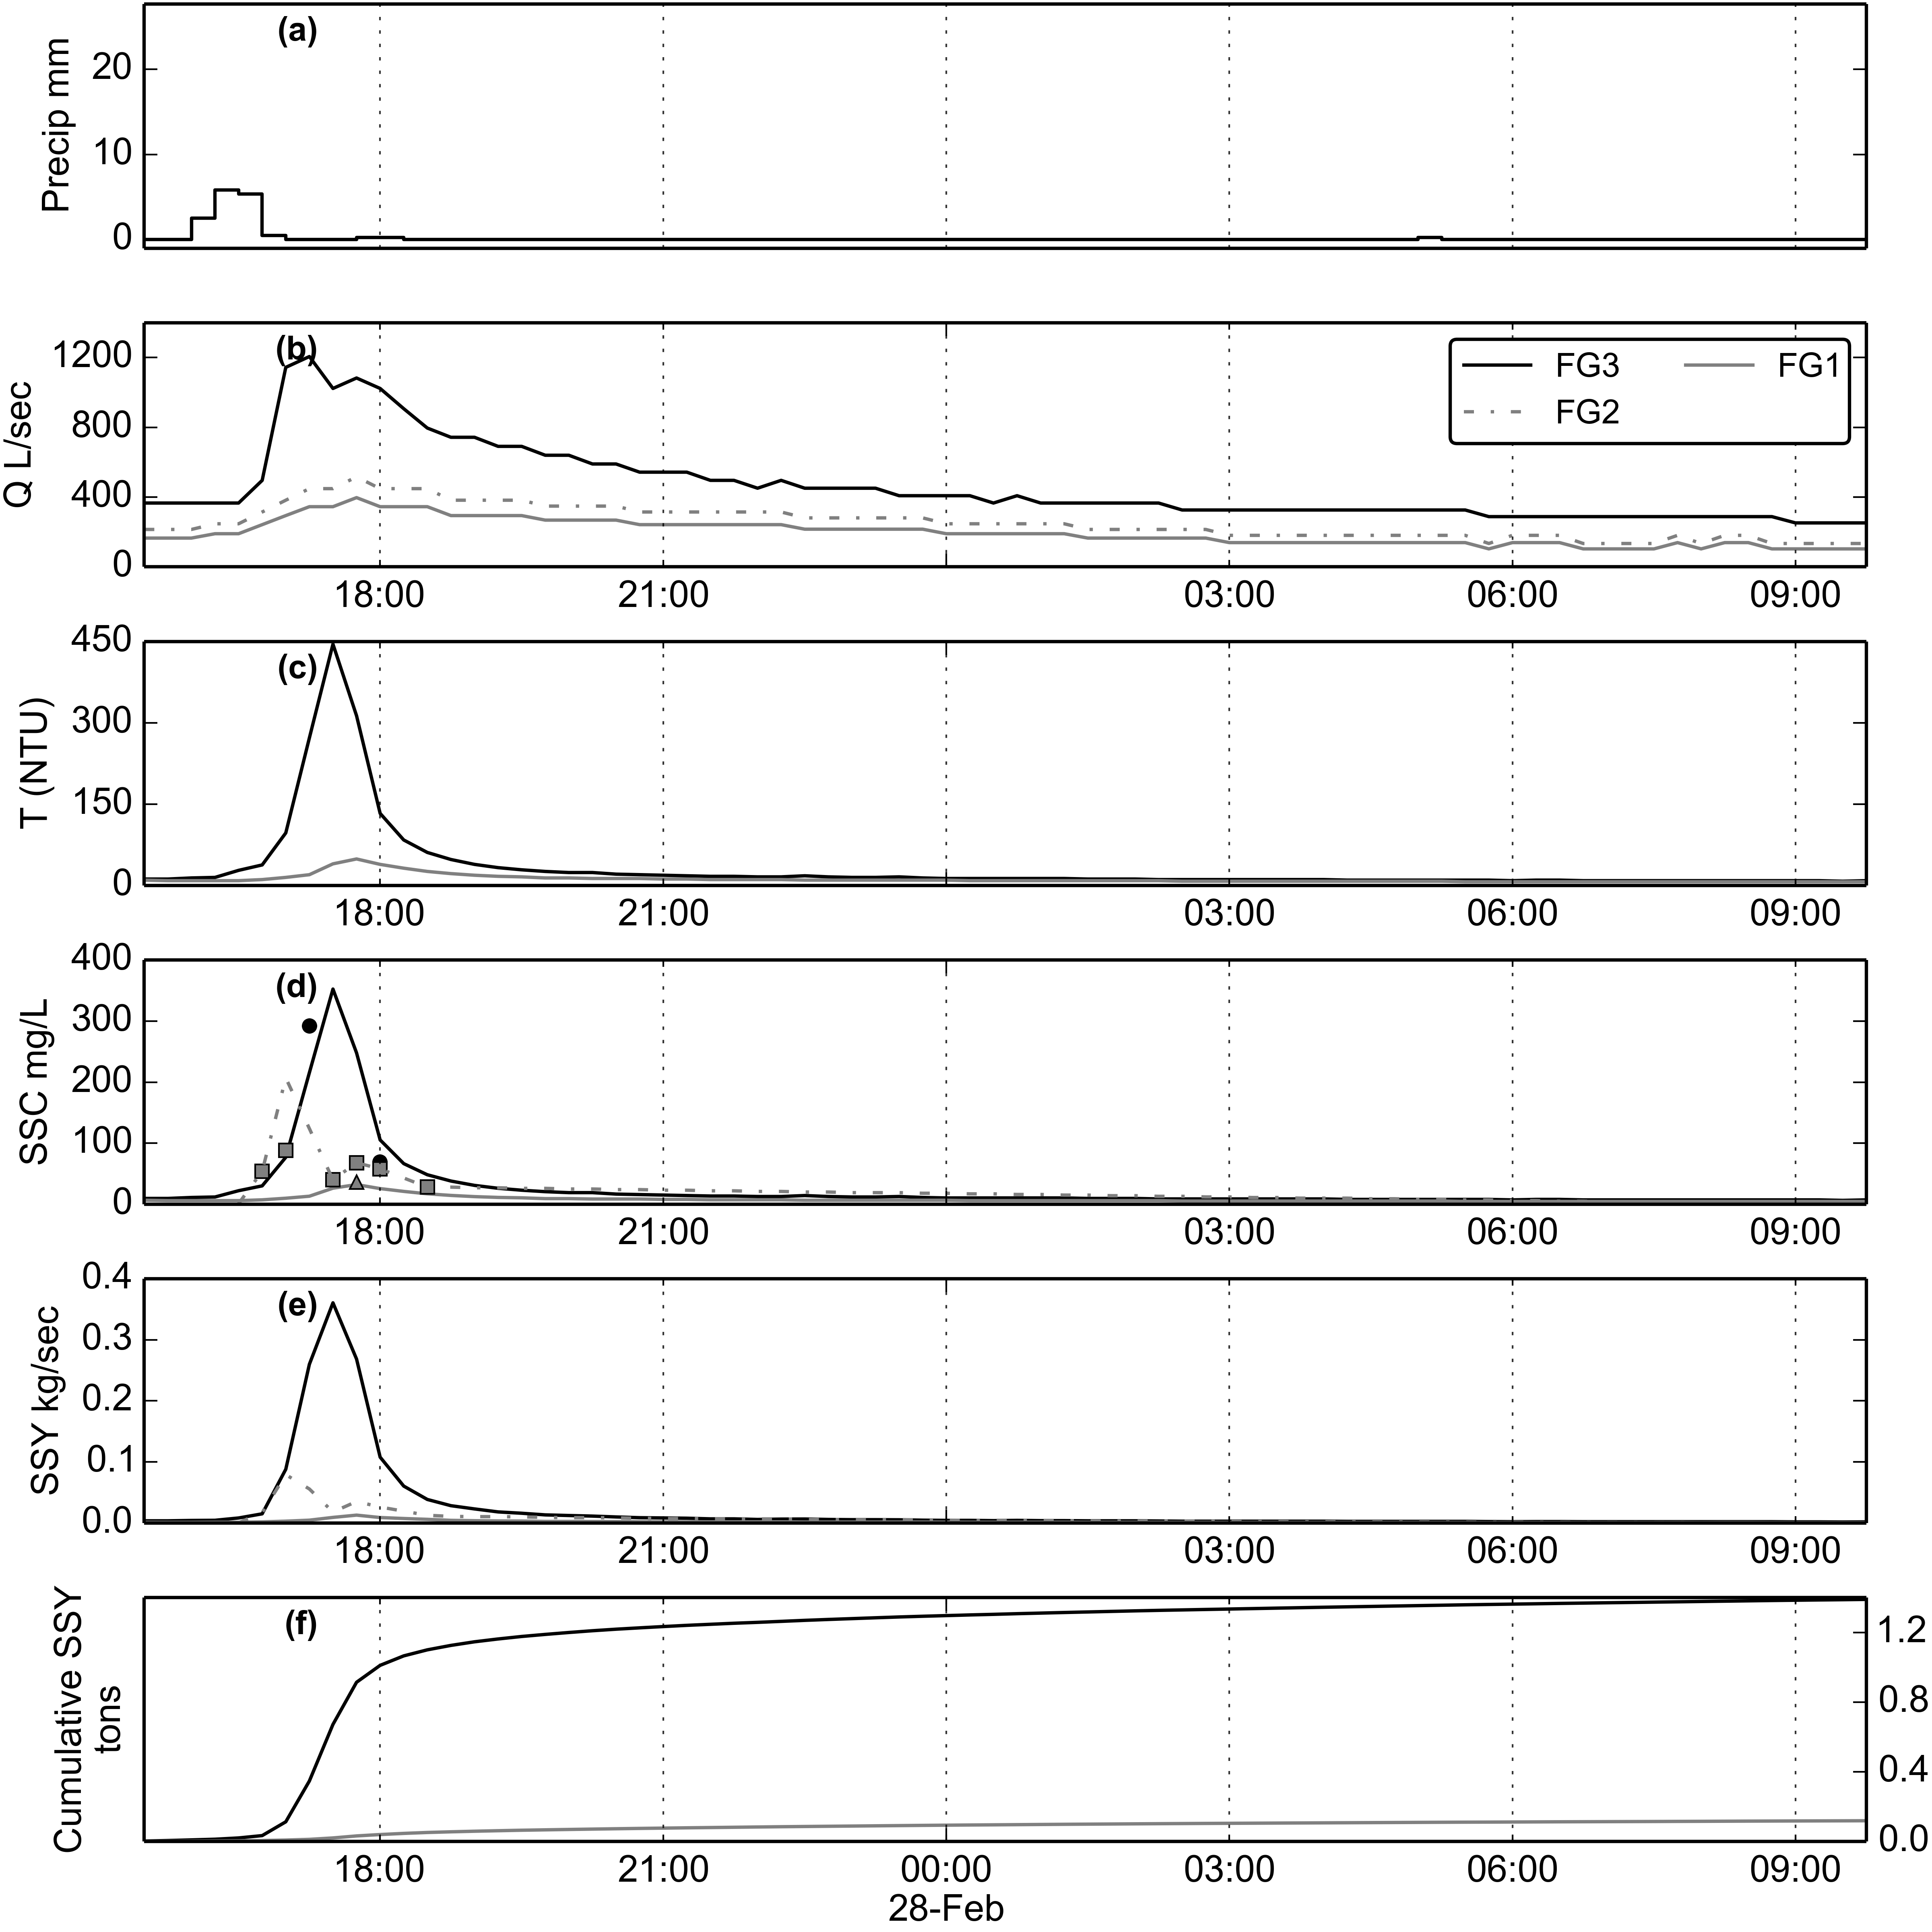 (a)
Precip mm
20
10
0
(b)
Q L/sec
1200
800
400
0
FG3 FG1
FG2
18:00 21:00 03:00 06:00 09:00
(c)
T (NTU)
450
300
150
0
18:00 21:00 03:00 06:00 09:00
(d)
SSC mg/L
400
300
200
100
0
18:00 21:00 03:00 06:00 09:00
(e)
SSY kg/sec
0.4
0.3
0.2
0.1
0.0
18:00 21:00 03:00 06:00 09:00
(f)
Cumulative SSY
tons
1.2
0.8
0.4
0.0
18:00 21:00 00:00 03:00 06:00 09:00
28-Feb